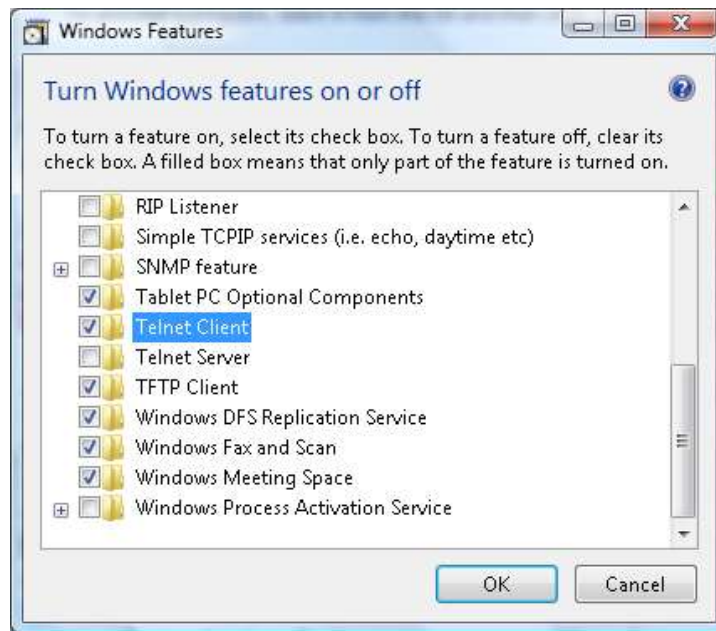 Windows Features
Turn Windows features on or off
To turn a feature on, select its check box. To turn a feature off, clear its
check box. A filled box means that only part of the feature is turned on.
RIP Listener
Simple TCPIP services (i.e. echo, daytime etc)
SNMP feature
Tablet PC Optional Components
Telnet Client
Telnet Server
TFTP Client
Windows DFS Replication Service
Windows Fax and Scan
Windows Meeting Space
Windows Process Activation Service
OK
Cancel